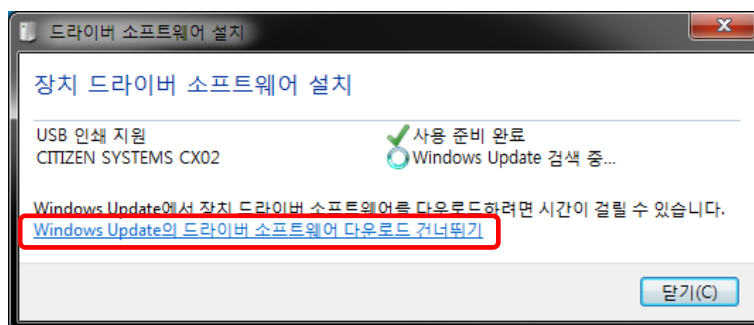 드라이버 소프트웨어 설치
장치 드라이버 소프트웨어 설치
USB 인쇄 지원 사용 준비 완료
CITIZEN SYSTEMS CX02 Windows Update 검색 중...
Windows Update에서 장치 드라이버 소프트웨어를 다운로드하려면 시간이 걸릴 수 있습니다.
Windows Update의 드라이버 소프트웨어 다운로드 건너뛰기
닫기(C)